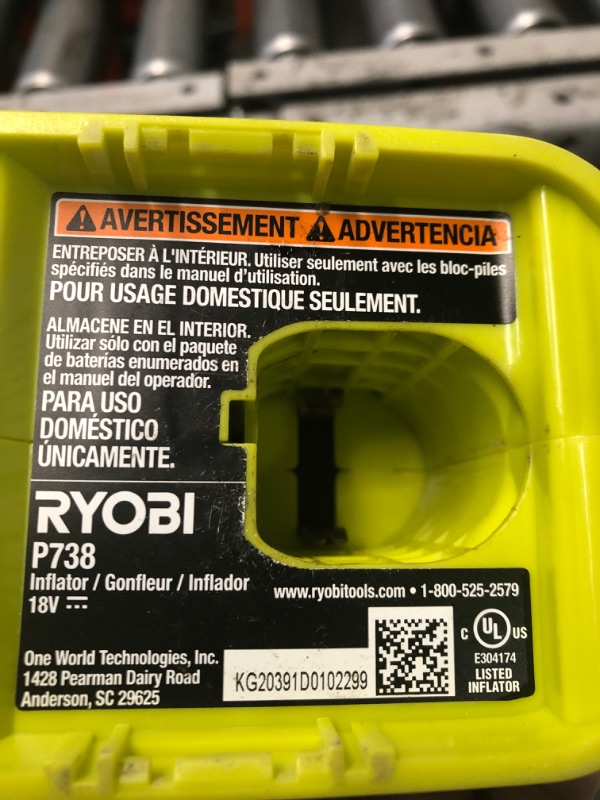 AVERTISSEMENT ADVERTENCIA
ENTREPOSER À L'INTÉRIEUR. Utiliser seulement avec les bloc-piles
spécifiés dans le manuel d'utilisation.
POUR USAGE DOMESTIQUE SEULEMENT.
ALMACENE EN EL INTERIOR.
Utilizar sólo con el paquete
de baterías enumerados en
el manual del operador.
PARA USO
DOMÉSTICO
ÚNICAMENTE.
RYOBI
P738
Inflator / Gonfleur / Inflador
18V ⎓
www.ryobitools.com • 1-800-525-2579
One World Technologies, Inc.
1428 Pearman Dairy Road
Anderson, SC 29625
KG20391D0102299
C UL US
E304174
LISTED
INFLATOR